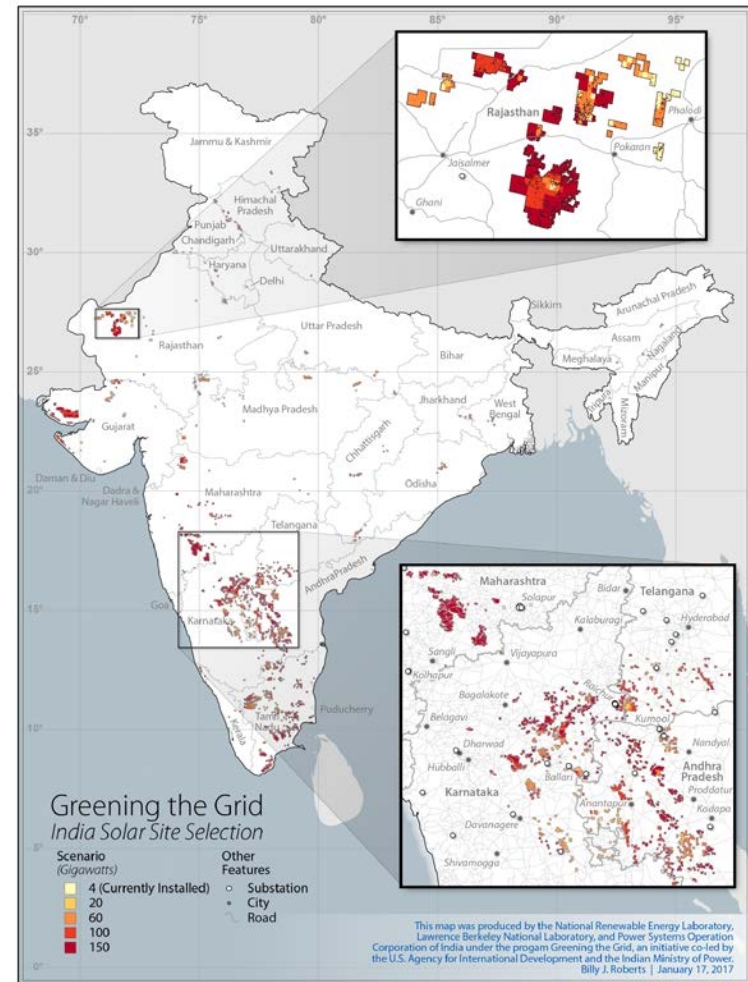 70°
75°
80°
85°
90°
95°
35°
30°
25°
20°
15°
10°
5°
0°
Rajasthan
Phalodi
Pokaran
Jaisalmer
Ghani
Jammu & Kashmir
Himachal
Pradesh
Punjab
Chandigarh
Uttarakhand
Haryana
Delhi
Rajasthan
Uttar Pradesh
Bihar
Sikkim
Arunachal Pradesh
Assam
Nagaland
Meghalaya
Manipur
Tripura
Mizoram
Gujarat
Madhya Pradesh
Jharkhand
West
Bengal
Chhattisgarh
Daman & Diu
Dadra &
Nagar Haveli
Maharashtra
Odisha
Telangana
AndhraPradesh
Goa
Karnataka
Puducherry
Tamil
Nadu
Kerala
Maharashtra
Bidar
Telangana
Solapur
Hyderabad
Kalaburagi
Sangli
Vijayapura
Kolhapur
Bagalakote
Raichur
Belagavi
Kurnool
Dharwad
Nandyal
Hubballi
Ballari
Andhra
Pradesh
Karnataka
Proddatur
Anantapur
Kadapa
Davanagere
Shivamogga
Greening the Grid
India Solar Site Selection
Scenario
(Gigawatts)
4 (Currently Installed)
20
60
100
150
Other
Features
Substation
City
Road
This map was produced by the National Renewable Energy Laboratory,
Lawrence Berkeley National Laboratory, and Power Systems Operation
Corporation of India under the progam Greening the Grid, an initiative co-led by
the U.S. Agency for International Development and the Indian Ministry of Power.
Billy J. Roberts | January 17, 2017